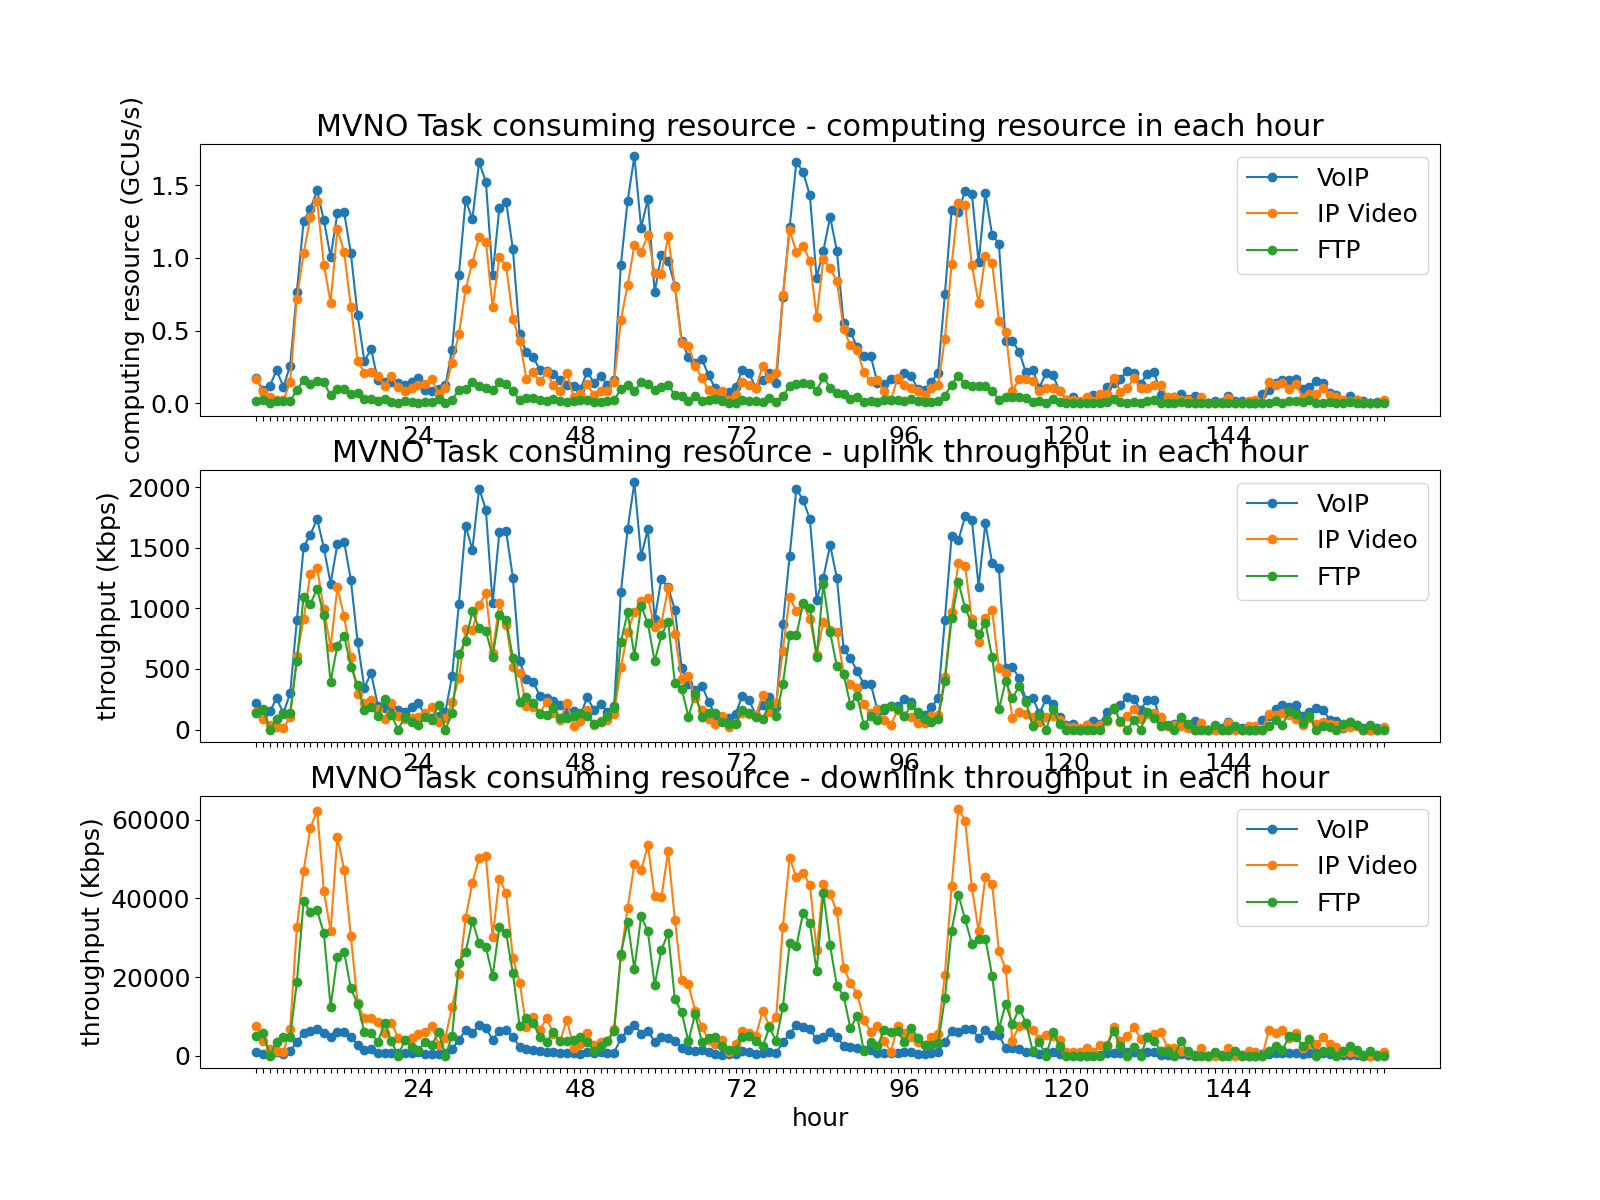 MVNO Task consuming resource - computing resource in each hour
computing resource (GCUs/s)
1.5
1.0
0.5
0.0
VoIP
IP Video
FTP
24 48 72 96 120 144
MVNO Task consuming resource - uplink throughput in each hour
throughput (Kbps)
2000
1500
1000
500
0
VoIP
IP Video
FTP
24 48 72 96 120 144
MVNO Task consuming resource - downlink throughput in each hour
throughput (Kbps)
60000
40000
20000
0
VoIP
IP Video
FTP
24 48 72 96 120 144
hour